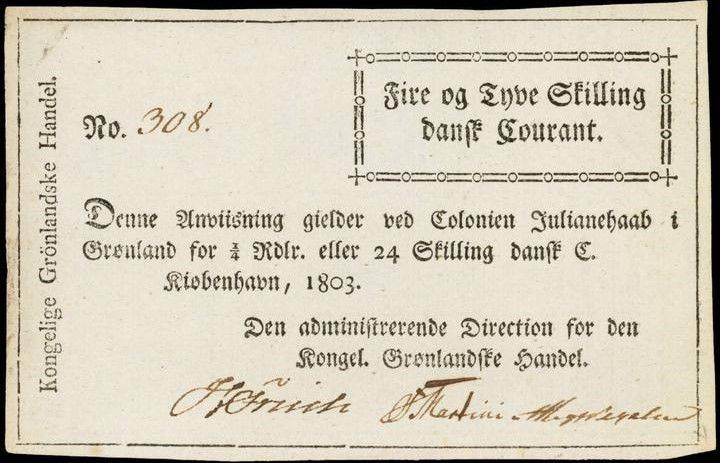 Kongelige Grönlandske Handel.
No. 308.
Fire og Tyve Skilling
dansk Courant.
Denne Anviisning gielder ved Colonien Julianehaab i
Grønland for ¼ Rdlr. eller 24 Skilling dansk C.
Kiøbenhavn, 1803.
Den administrerende Direction for den
Kongel. Grønlandske Handel.